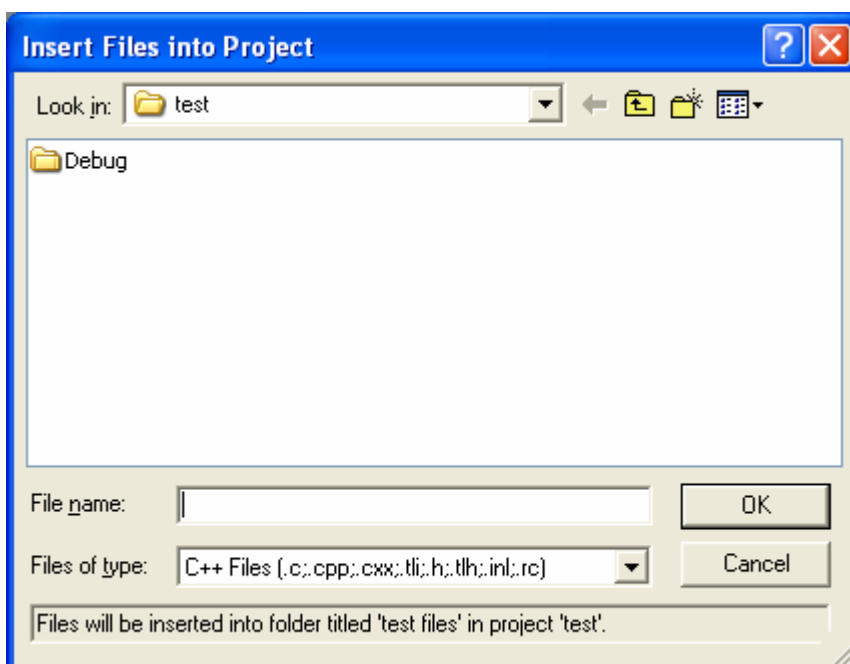 Insert Files into Project
Look in: test
Debug
File name:
OK
Files of type: C++ Files (.c;.cpp;.cxx;.tli;.h;.tlh;.inl;.rc)
Cancel
Files will be inserted into folder titled 'test files' in project 'test'.